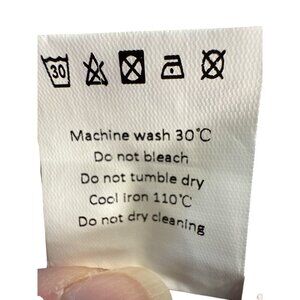 30
Machine wash 30℃
Do not bleach
Do not tumble dry
Cool iron 110℃
Do not dry cleaning